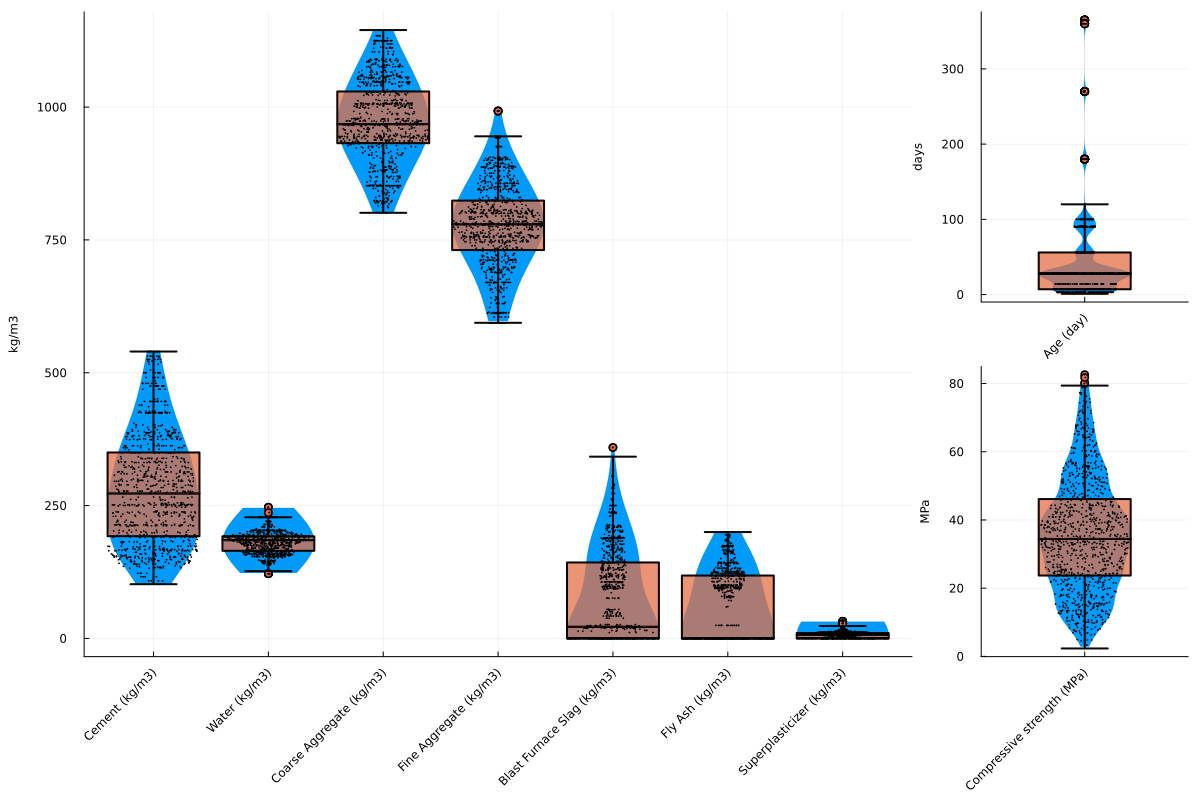 kg/m3
1000
750
500
250
0
Cement (kg/m3)
Water (kg/m3)
Coarse Aggregate (kg/m3)
Fine Aggregate (kg/m3)
Blast Furnace Slag (kg/m3)
Fly Ash (kg/m3)
Superplasticizer (kg/m3)
days
300
200
100
0
Age (day)
MPa
80
60
40
20
0
Compressive strength (MPa)